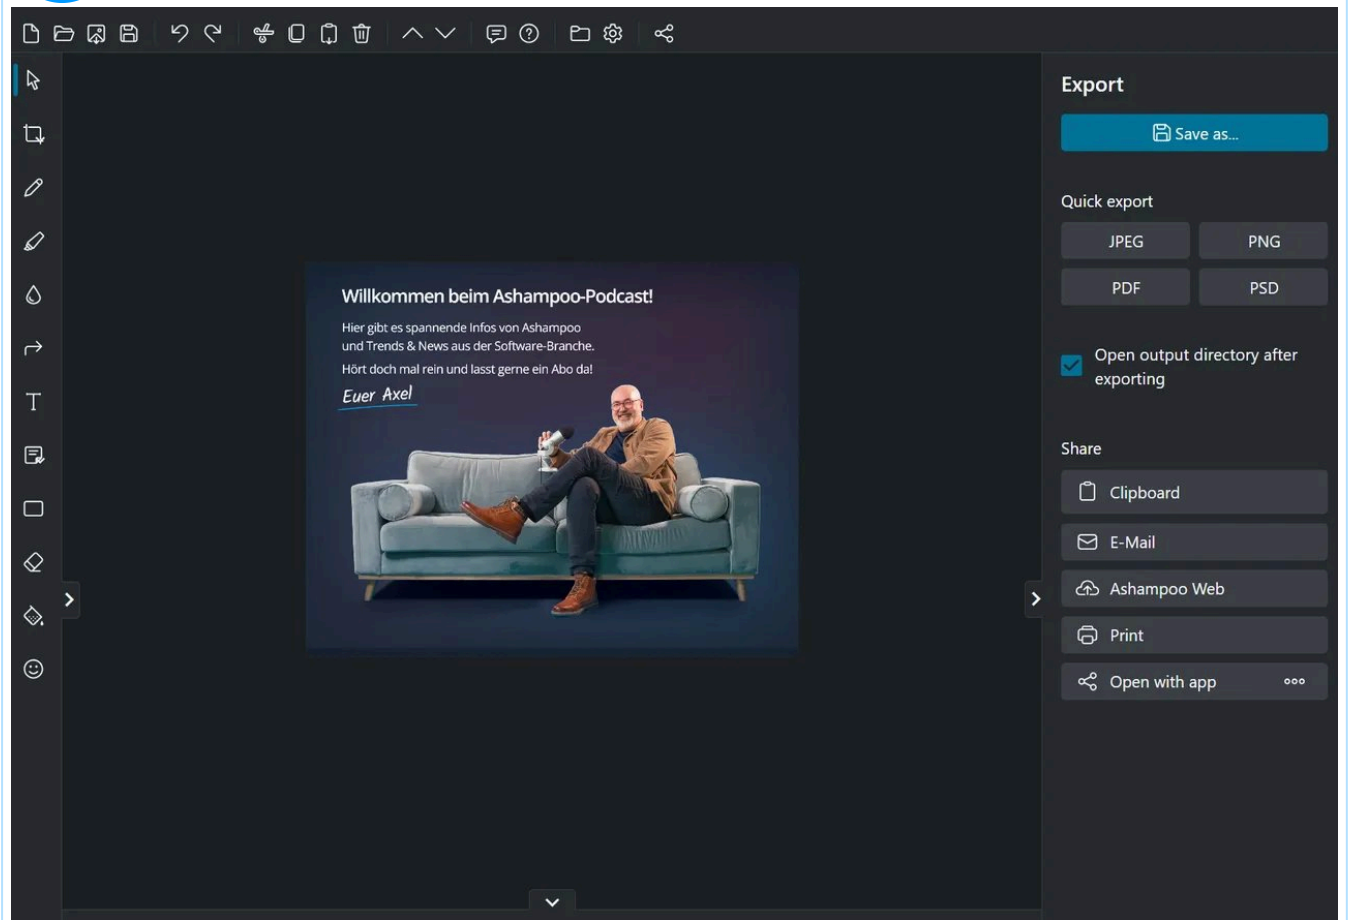 Export
Save as...
Quick export
JPEG
PNG
PDF
PSD
Open output directory after
exporting
Share
Clipboard
E-Mail
Ashampoo Web
Print
Open with app
Willkommen beim Ashampoo-Podcast!
Hier gibt es spannende Infos von Ashampoo
und Trends & News aus der Software-Branche.
Hört doch mal rein und lasst gerne ein Abo da!
Euer Axel